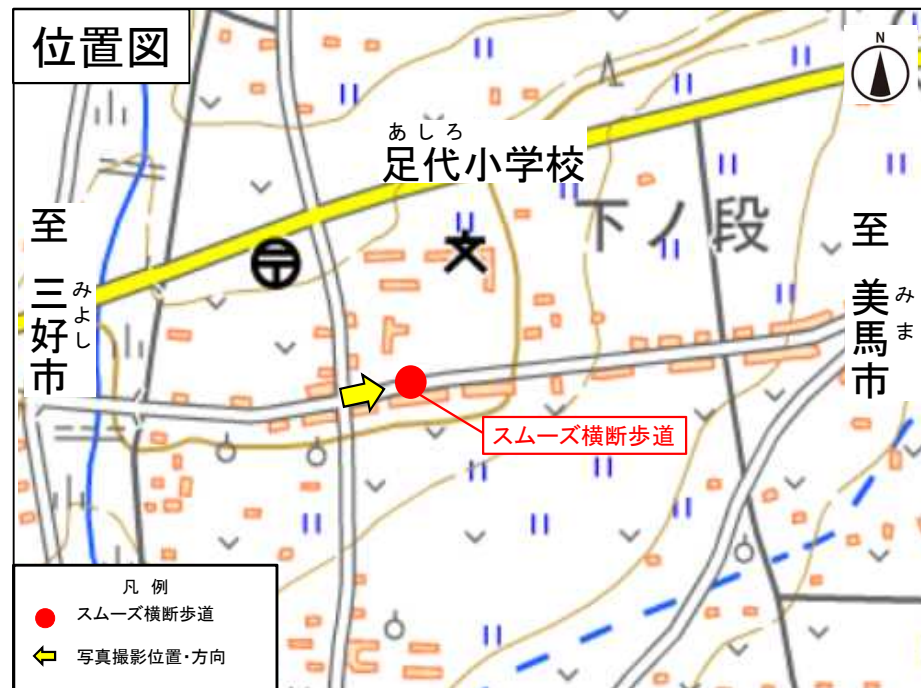 位置図
N
あしろ
足代小学校
下ノ段
至 三好市
みよし
至 美馬市
みま
スムーズ横断歩道
凡 例
スムーズ横断歩道
写真撮影位置・方向